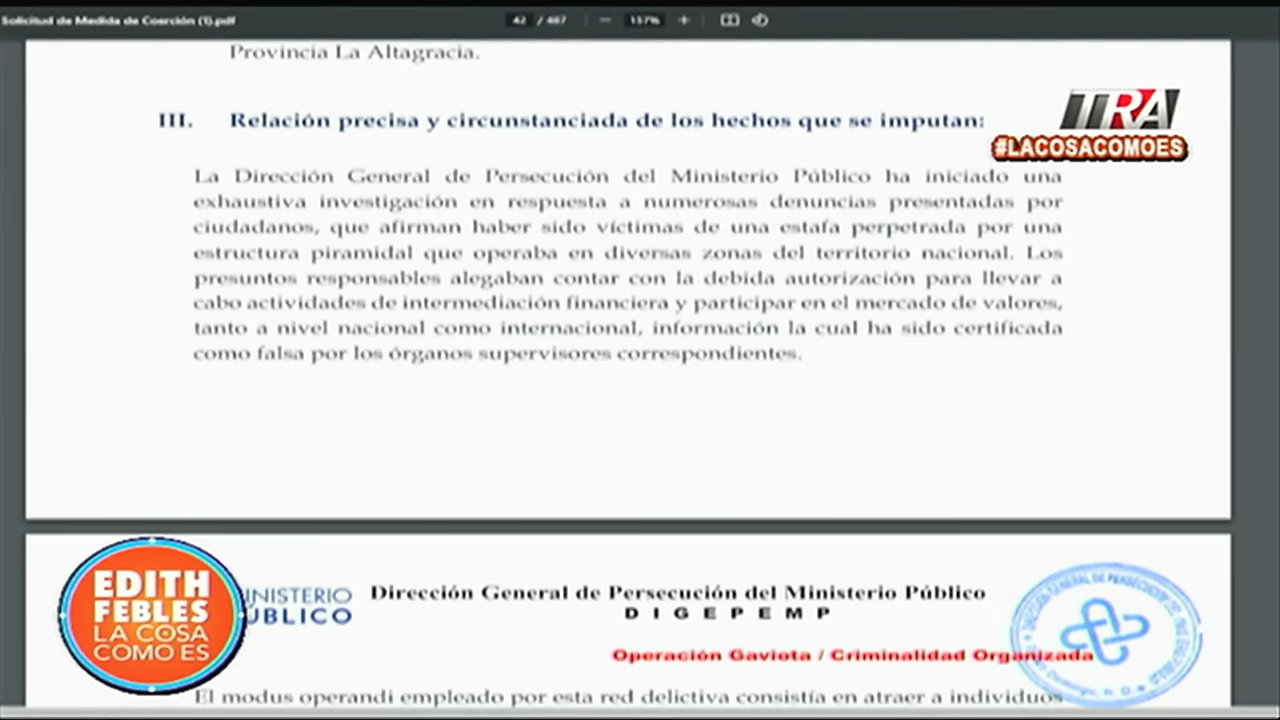 Solicitud de Medida de Coerción (1).pdf
42 / 487
157%
Provincia La Altagracia.
III. Relación precisa y circunstanciada de los hechos que se imputan:
TRA
#LACOSACOMOES
La Dirección General de Persecución del Ministerio Público ha iniciado una
exhaustiva investigación en respuesta a numerosas denuncias presentadas por
ciudadanos, que afirman haber sido víctimas de una estafa perpetrada por una
estructura piramidal que operaba en diversas zonas del territorio nacional. Los
presuntos responsables alegaban contar con la debida autorización para llevar a
cabo actividades de intermediación financiera y participar en el mercado de valores,
tanto a nivel nacional como internacional, información la cual ha sido certificada
como falsa por los órganos supervisores correspondientes.
EDITH
FEBLES
LA COSA
COMO ES
INISTERIO
ÚBLICO
Dirección General de Persecución del Ministerio Público
DIGEPEMP
Operación Gaviota / Criminalidad Organizada
El modus operandi empleado por esta red delictiva consistía en atraer a individuos